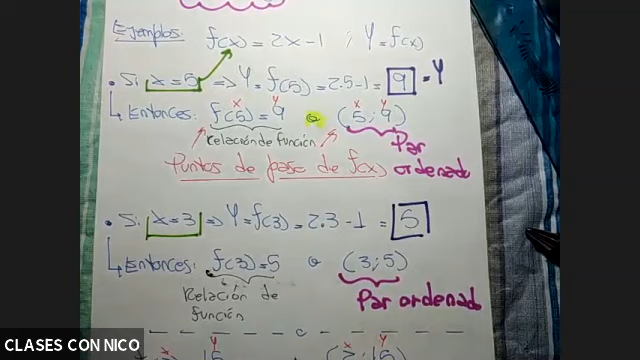 Ejemplos: f(x) = 2x-1 ; Y = f(x)
• Si x=5 => Y = f(5) = 2.5-1 = 9 = Y
x y x y
Entonces: f(5) = 9 o (5;9)
Relación de función Par ordenado
Puntos de paso de f(x)
• Si x=3 => Y = f(3) = 2.3-1 = 5
Entonces: f(3)=5 o (3;5)
Relación de función Par ordenado
x y y
CLASES CON NICO